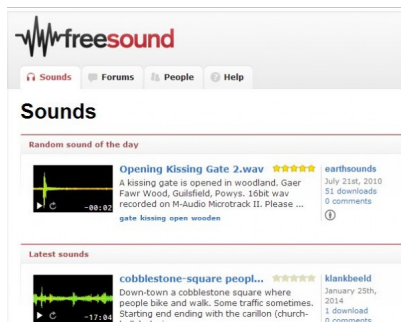 freesound
Sounds
Forums
People
Help
Sounds
Random sound of the day
Opening Kissing Gate 2.wav
A kissing gate is opened in woodland. Gaer
Fawr Wood, Guilsfield, Powys. 16bit wav
recorded on M-Audio Microtrack II. Please ...
gate kissing open wooden
-00:02
earthsounds
July 21st, 2010
51 downloads
0 comments
Latest sounds
cobblestone-square peopl...
Down-town a cobblestone square where
people bike and walk. Some traffic sometimes.
Starting end ending with the carillon (church-
-17:04
klankbeeld
January 25th,
2014
1 download
0 comments